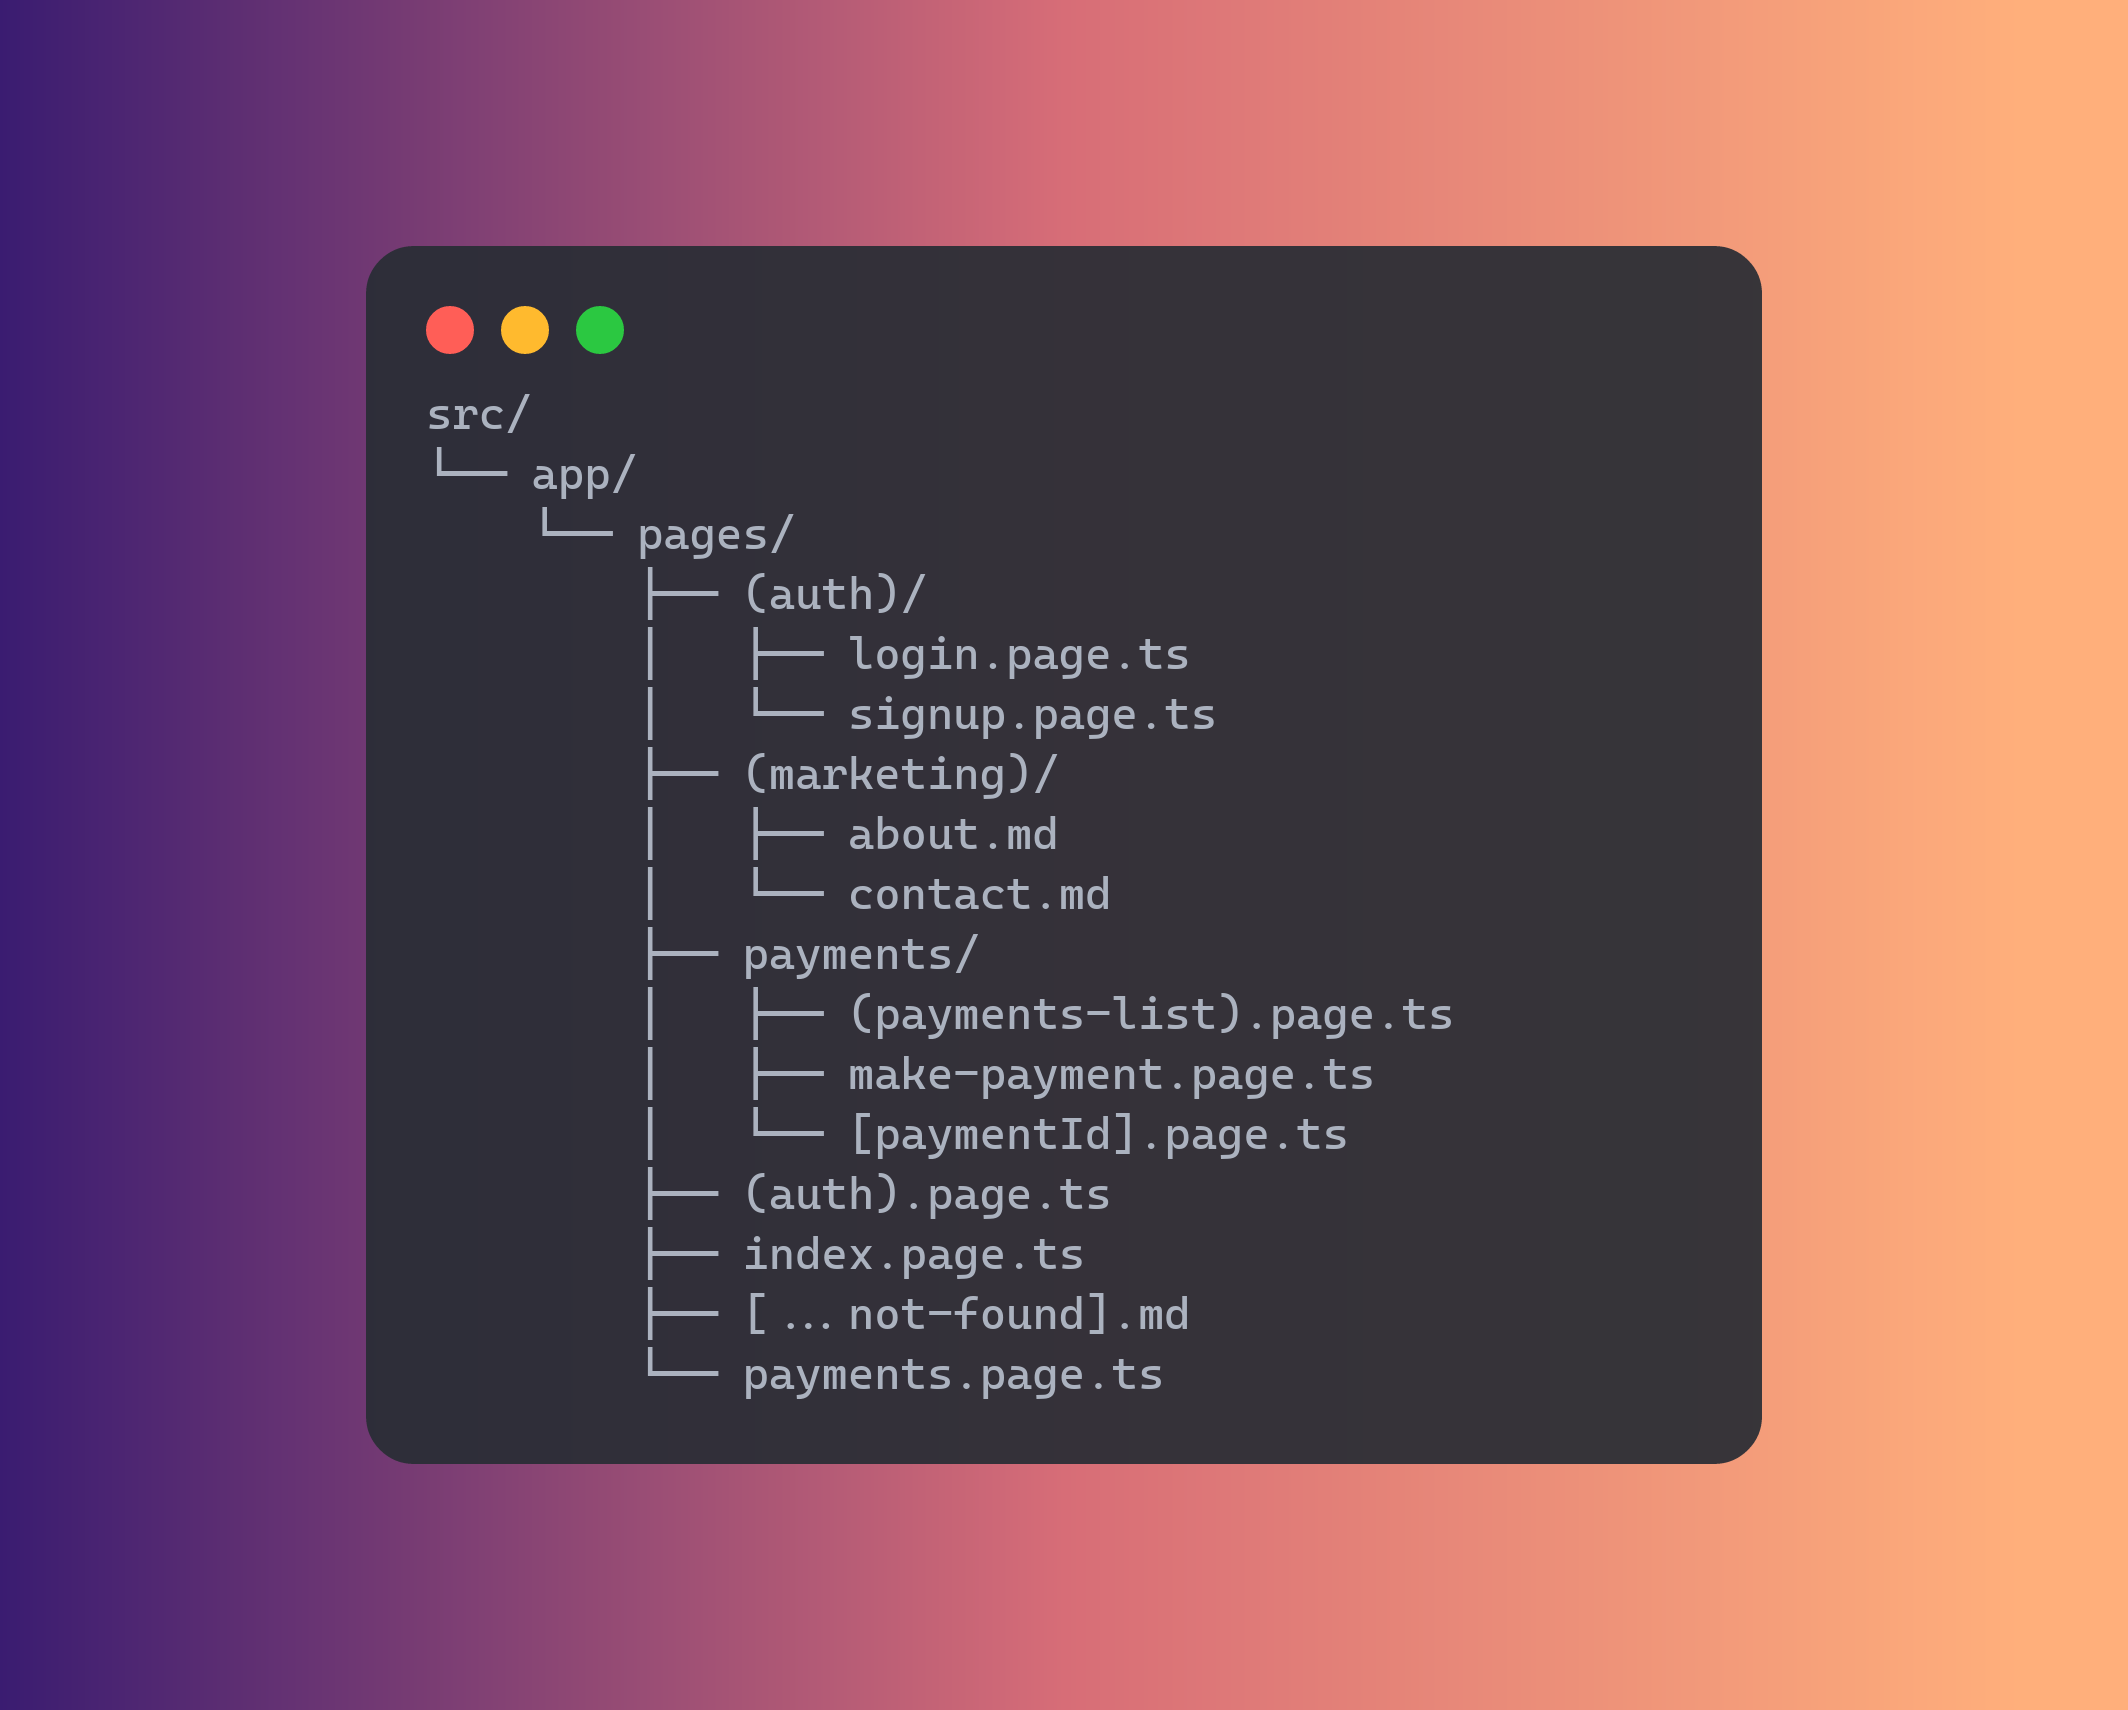 src/
└── app/
    └── pages/
        ├── (auth)/
        │   ├── login.page.ts
        │   └── signup.page.ts
        ├── (marketing)/
        │   ├── about.md
        │   └── contact.md
        ├── payments/
        │   ├── (payments-list).page.ts
        │   ├── make-payment.page.ts
        │   └── [paymentId].page.ts
        ├── (auth).page.ts
        ├── index.page.ts
        ├── [...not-found].md
        └── payments.page.ts